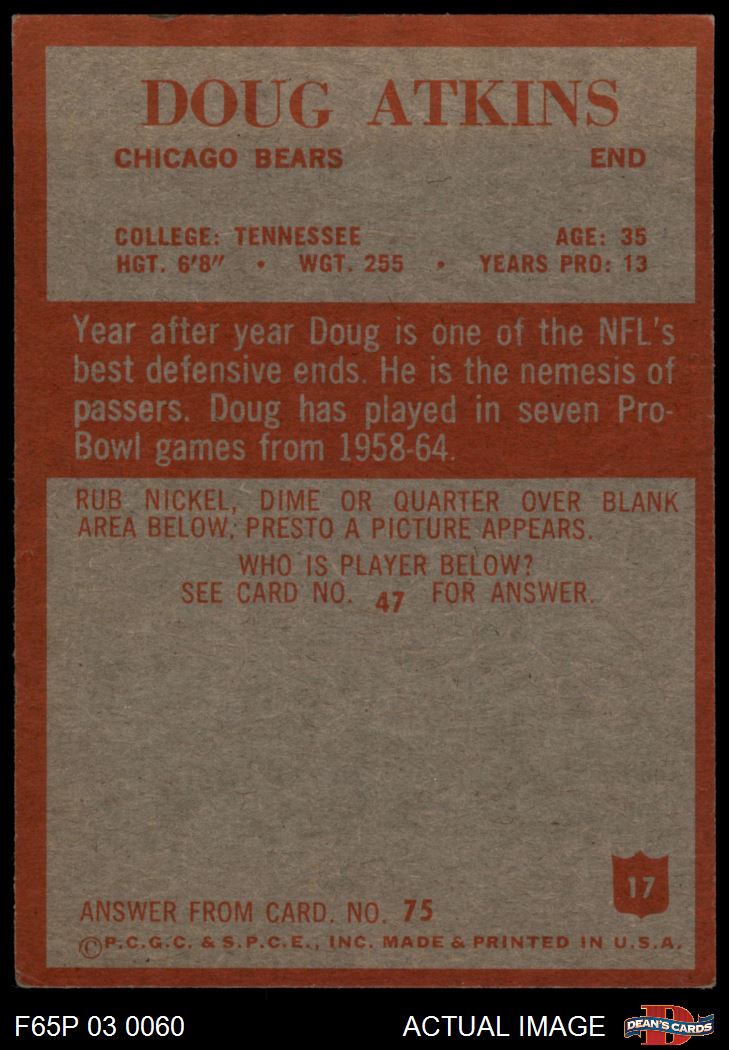 DOUG ATKINS
CHICAGO BEARS END
COLLEGE: TENNESSEE AGE: 35
HGT. 6'8" • WGT. 255 • YEARS PRO: 13
Year after year Doug is one of the NFL's
best defensive ends. He is the nemesis of
passers. Doug has played in seven Pro-
Bowl games from 1958-64.
RUB NICKEL, DIME OR QUARTER OVER BLANK
AREA BELOW; PRESTO A PICTURE APPEARS.
WHO IS PLAYER BELOW?
SEE CARD NO. 47 FOR ANSWER.
17
ANSWER FROM CARD. NO. 75
©P.C.G.C. & S.P.C.E., INC. MADE & PRINTED IN U.S.A.
F65P 03 0060 ACTUAL IMAGE DEAN'S CARDS